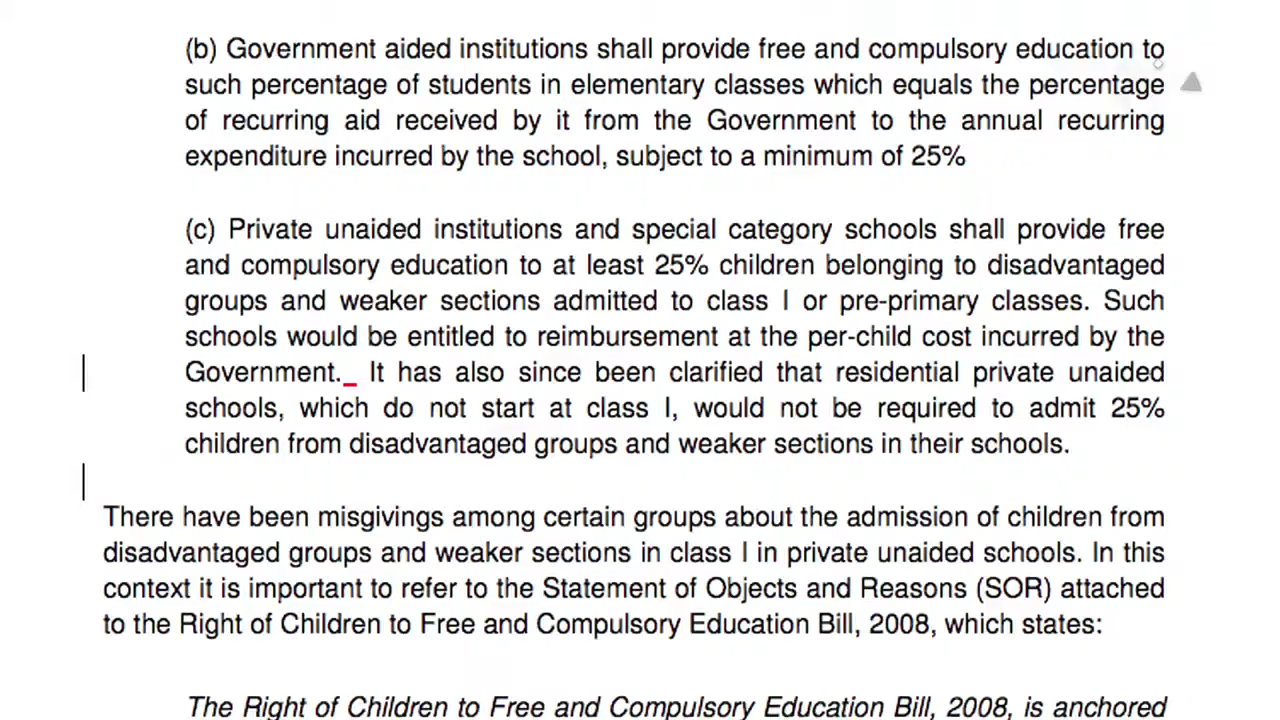 (b) Government aided institutions shall provide free and compulsory education to
such percentage of students in elementary classes which equals the percentage
of recurring aid received by it from the Government to the annual recurring
expenditure incurred by the school, subject to a minimum of 25%
(c) Private unaided institutions and special category schools shall provide free
and compulsory education to at least 25% children belonging to disadvantaged
groups and weaker sections admitted to class I or pre-primary classes. Such
schools would be entitled to reimbursement at the per-child cost incurred by the
Government._ It has also since been clarified that residential private unaided
schools, which do not start at class I, would not be required to admit 25%
children from disadvantaged groups and weaker sections in their schools.
There have been misgivings among certain groups about the admission of children from
disadvantaged groups and weaker sections in class I in private unaided schools. In this
context it is important to refer to the Statement of Objects and Reasons (SOR) attached
to the Right of Children to Free and Compulsory Education Bill, 2008, which states:
The Right of Children to Free and Compulsory Education Bill, 2008, is anchored